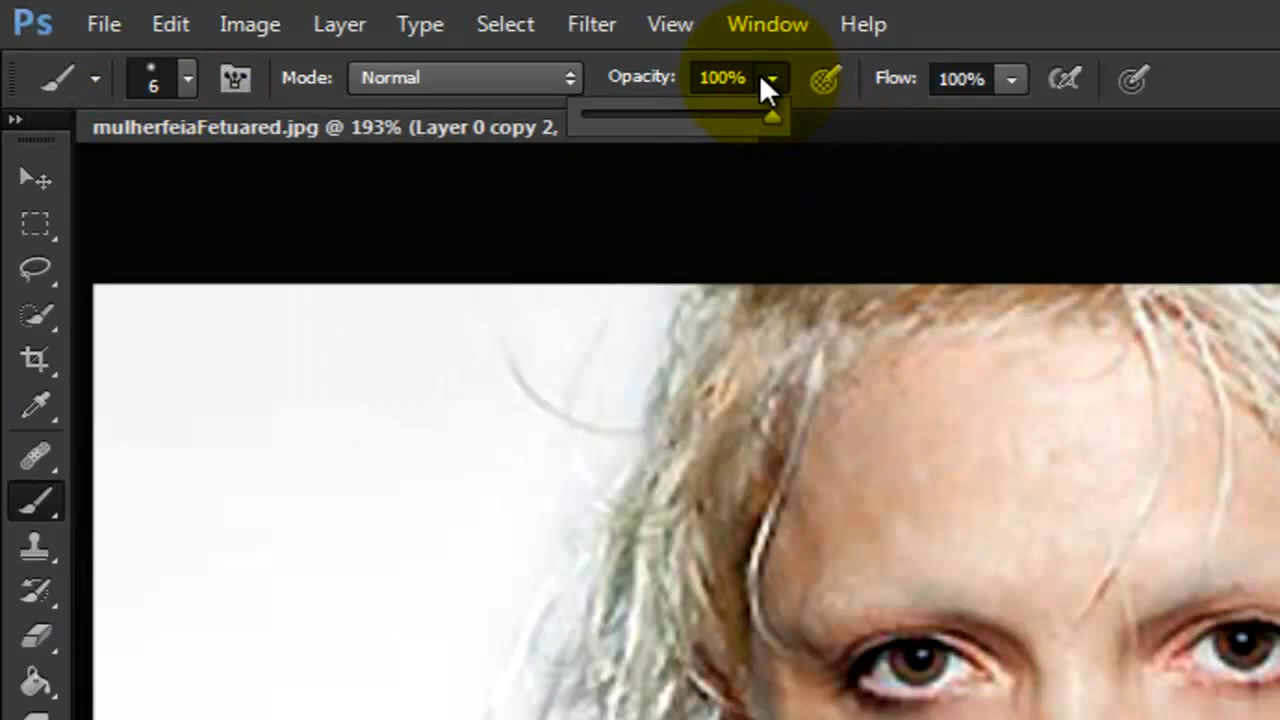 Ps File Edit Image Layer Type Select Filter View Window Help
6 Mode: Normal Opacity: 100% Flow: 100%
mulherfeiaFetuared.jpg @ 193% (Layer 0 copy 2,